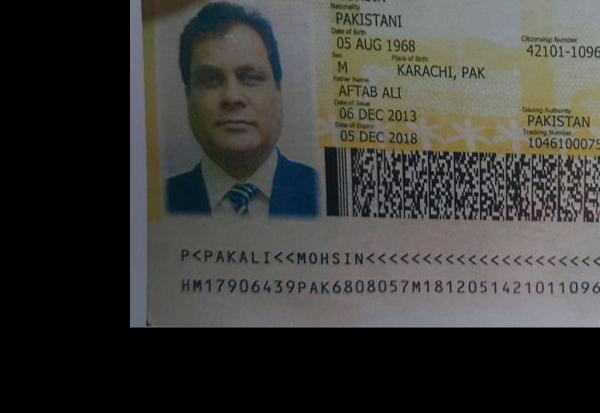 Nationality
PAKISTANI
Date of Birth
05 AUG 1968
Citizenship Number
42101-1096
Sex
Place of Birth
M
KARACHI, PAK
Father Name
AFTAB ALI
Date of Issue
06 DEC 2013
Issuing Authority
PAKISTAN
Date of Expiry
05 DEC 2018
Tracking Number
1046100075
P<PAKALI<<MOHSIN<<<<<<<<<<<<<<<<<<<<<
HM17906439PAK6808057M1812051421011096